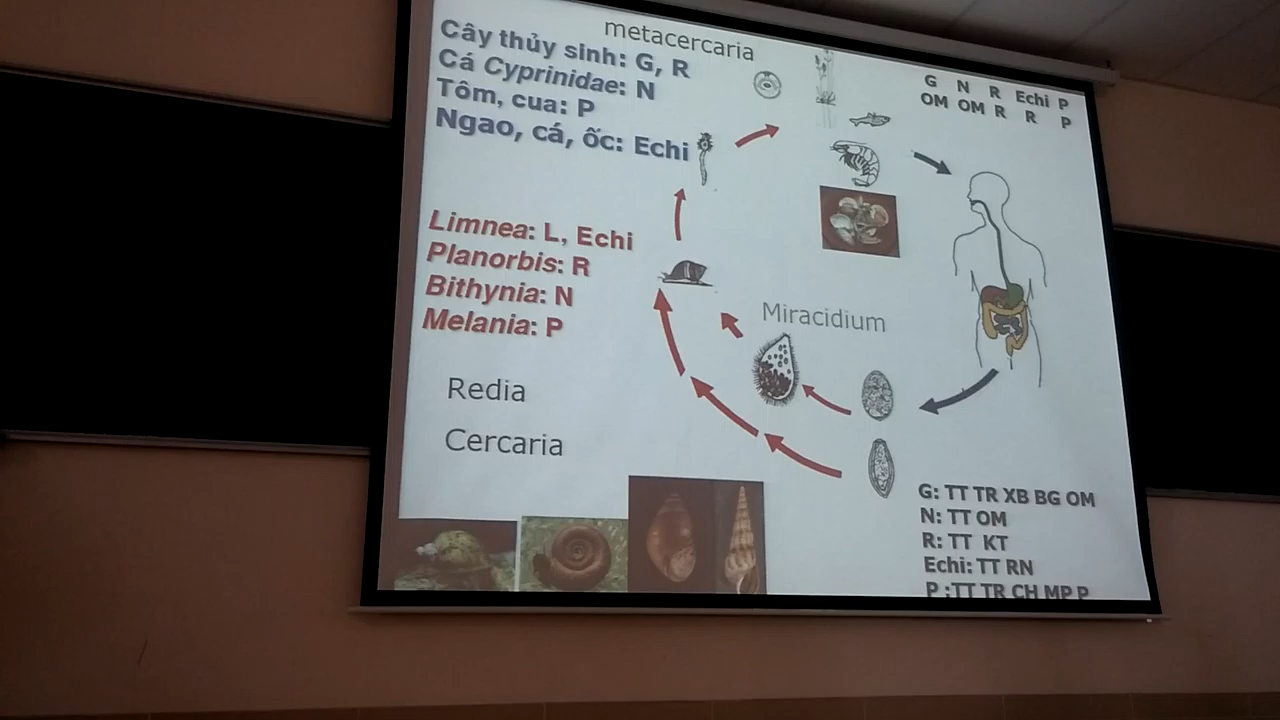 metacercaria
Cây thủy sinh: G, R
Cá Cyprinidae: N
Tôm, cua: P
Ngao, cá, ốc: Echi
G N R Echi P
OM OM R R P
Limnea: L, Echi
Planorbis: R
Bithynia: N
Melania: P
Miracidium
Redia
Cercaria
G: TT TR XB BG OM
N: TT OM
R: TT KT
Echi: TT RN
P :TT TR CH MP P